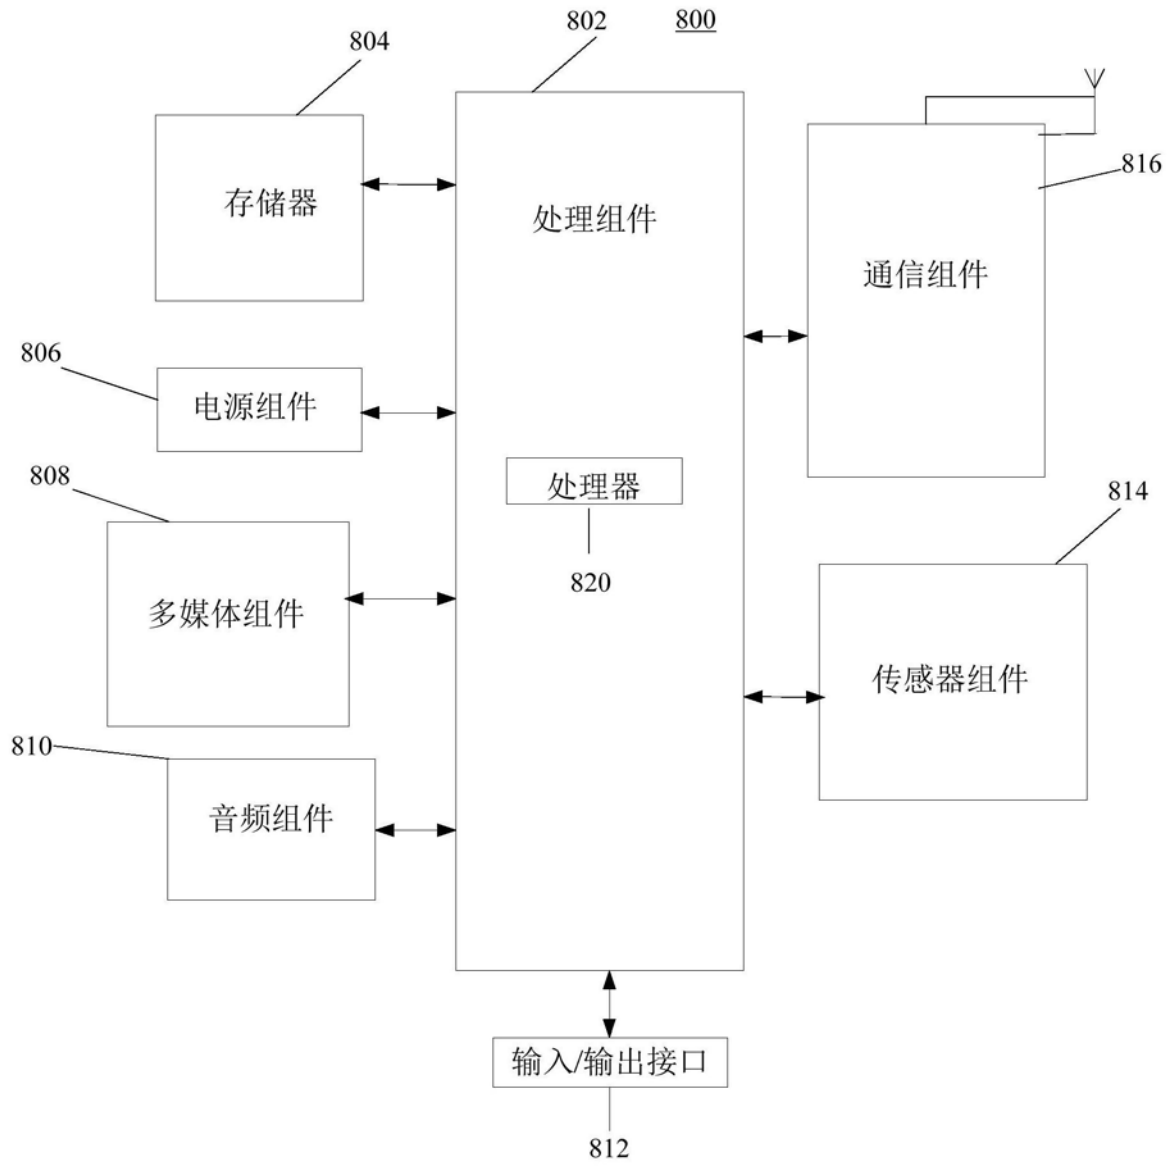 802
800
804
816
存储器
处理组件
通信组件
806
电源组件
808
处理器
814
820
多媒体组件
传感器组件
810
音频组件
输入/输出接口
812